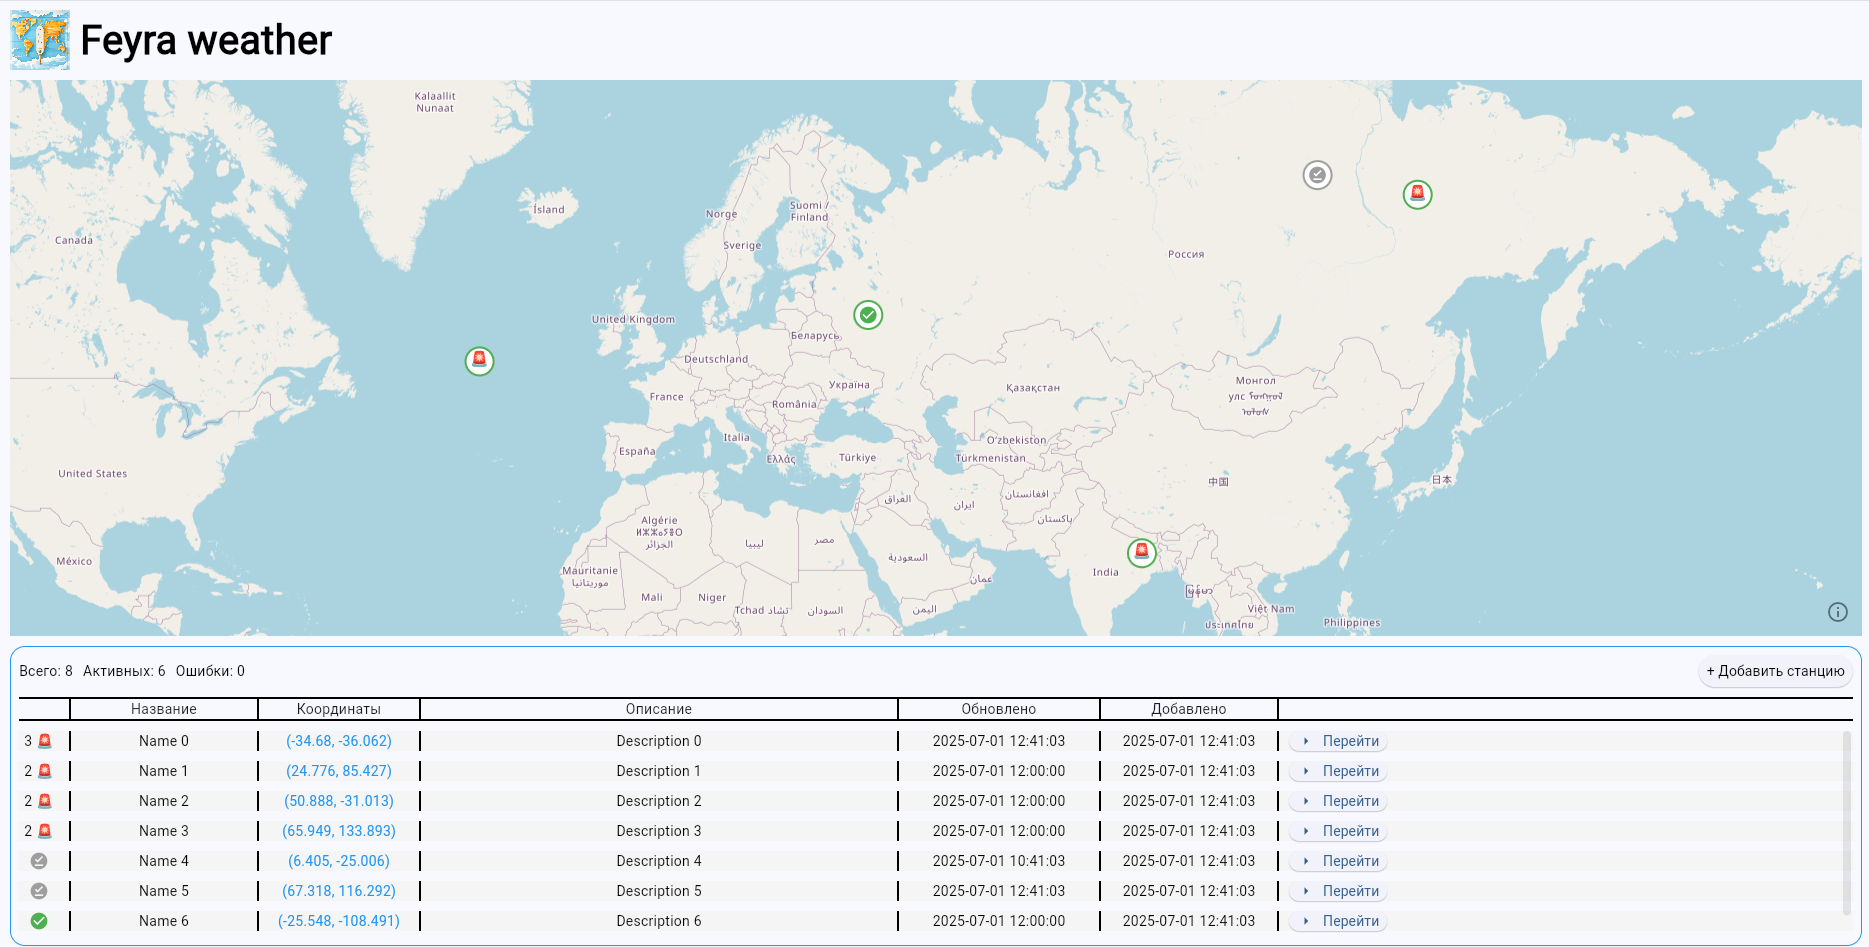 Feyra weather
Kalaallit
Nunaat
Ísland
Norge
Suomi /
Finland
Sverige
Canada
Россия
United Kingdom
Беларусь
Deutschland
Україна
Қазақстан
Монгол
улс
France
România
Italia
O'zbekiston
España
Ελλάς
Türkiye
Türkmenistan
United States
中国
日本
العراق
ایران
افغانستان
پاکستان
Algérie
ⵍⵣⵣⴰⵢⴻⵔ
الجزائر
ليبيا
مصر
السعودية
México
Mauritanie
موريتانيا
India
عمان
Mali
Niger
Tchad تشاد
السودان
اليمن
Việt Nam
ประเทศไทย
Philippines
Всего: 8 Активных: 6 Ошибки: 0
+ Добавить станцию
Название Координаты Описание Обновлено Добавлено
3 Name 0 (-34.68, -36.062) Description 0 2025-07-01 12:41:03 2025-07-01 12:41:03 Перейти
2 Name 1 (24.776, 85.427) Description 1 2025-07-01 12:00:00 2025-07-01 12:41:03 Перейти
2 Name 2 (50.888, -31.013) Description 2 2025-07-01 12:00:00 2025-07-01 12:41:03 Перейти
2 Name 3 (65.949, 133.893) Description 3 2025-07-01 12:00:00 2025-07-01 12:41:03 Перейти
Name 4 (6.405, -25.006) Description 4 2025-07-01 10:41:03 2025-07-01 12:41:03 Перейти
Name 5 (67.318, 116.292) Description 5 2025-07-01 12:41:03 2025-07-01 12:41:03 Перейти
Name 6 (-25.548, -108.491) Description 6 2025-07-01 12:00:00 2025-07-01 12:41:03 Перейти